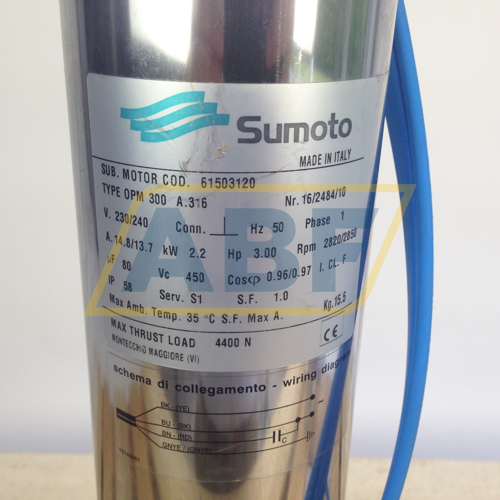 Sumoto
MADE IN ITALY
SUB. MOTOR COD. 61503120
TYPE OPM 300 A.316 Nr. 16/2484/10
V. 230/240 Conn. Hz 50 Phase 1
A. 14.8/13.7 kW 2.2 Hp 3.00 Rpm 2820/2850
µF 80 Vc 450 Cosφ 0.96/0.97 I. CL. F
IP 58 Serv. S1 S.F. 1.0 Kg. 15.5
Max Amb. Temp. 35 °C S.F. Max A.
MAX THRUST LOAD 4400 N CE
MONTECCHIO MAGGIORE (VI)
schema di collegamento - wiring diagram
BK - (YE)
BU - (BK)
BN - (RD)
C
GNYE / (GNYE)
ABF